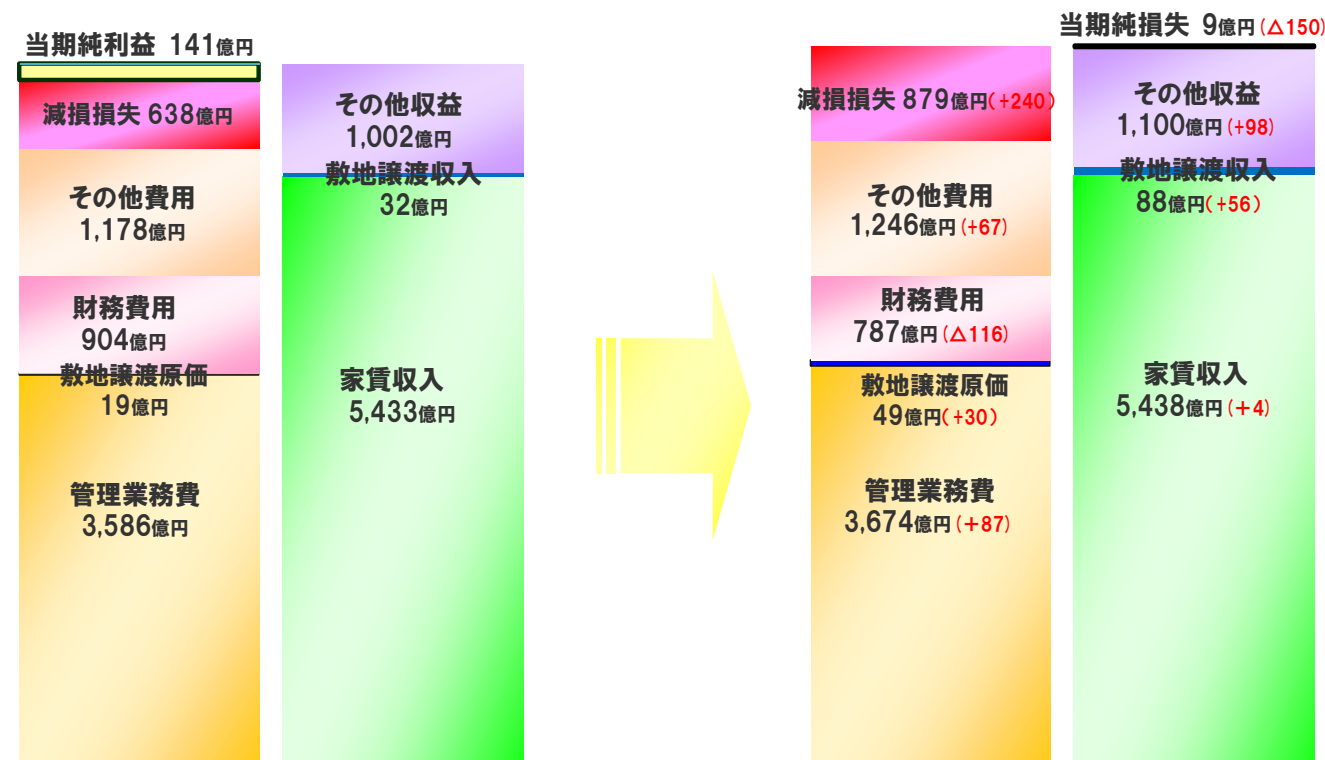 当期純利益 141億円
減損損失 638億円
その他費用
1,178億円
財務費用
904億円
敷地譲渡原価
19億円
管理業務費
3,586億円
その他収益
1,002億円
敷地譲渡収入
32億円
家賃収入
5,433億円
減損損失 879億円(+240)
その他費用
1,246億円(+67)
財務費用
787億円(△116)
敷地譲渡原価
49億円(+30)
管理業務費
3,674億円(+87)
当期純損失 9億円(△150)
その他収益
1,100億円(+98)
敷地譲渡収入
88億円(+56)
家賃収入
5,438億円(+4)